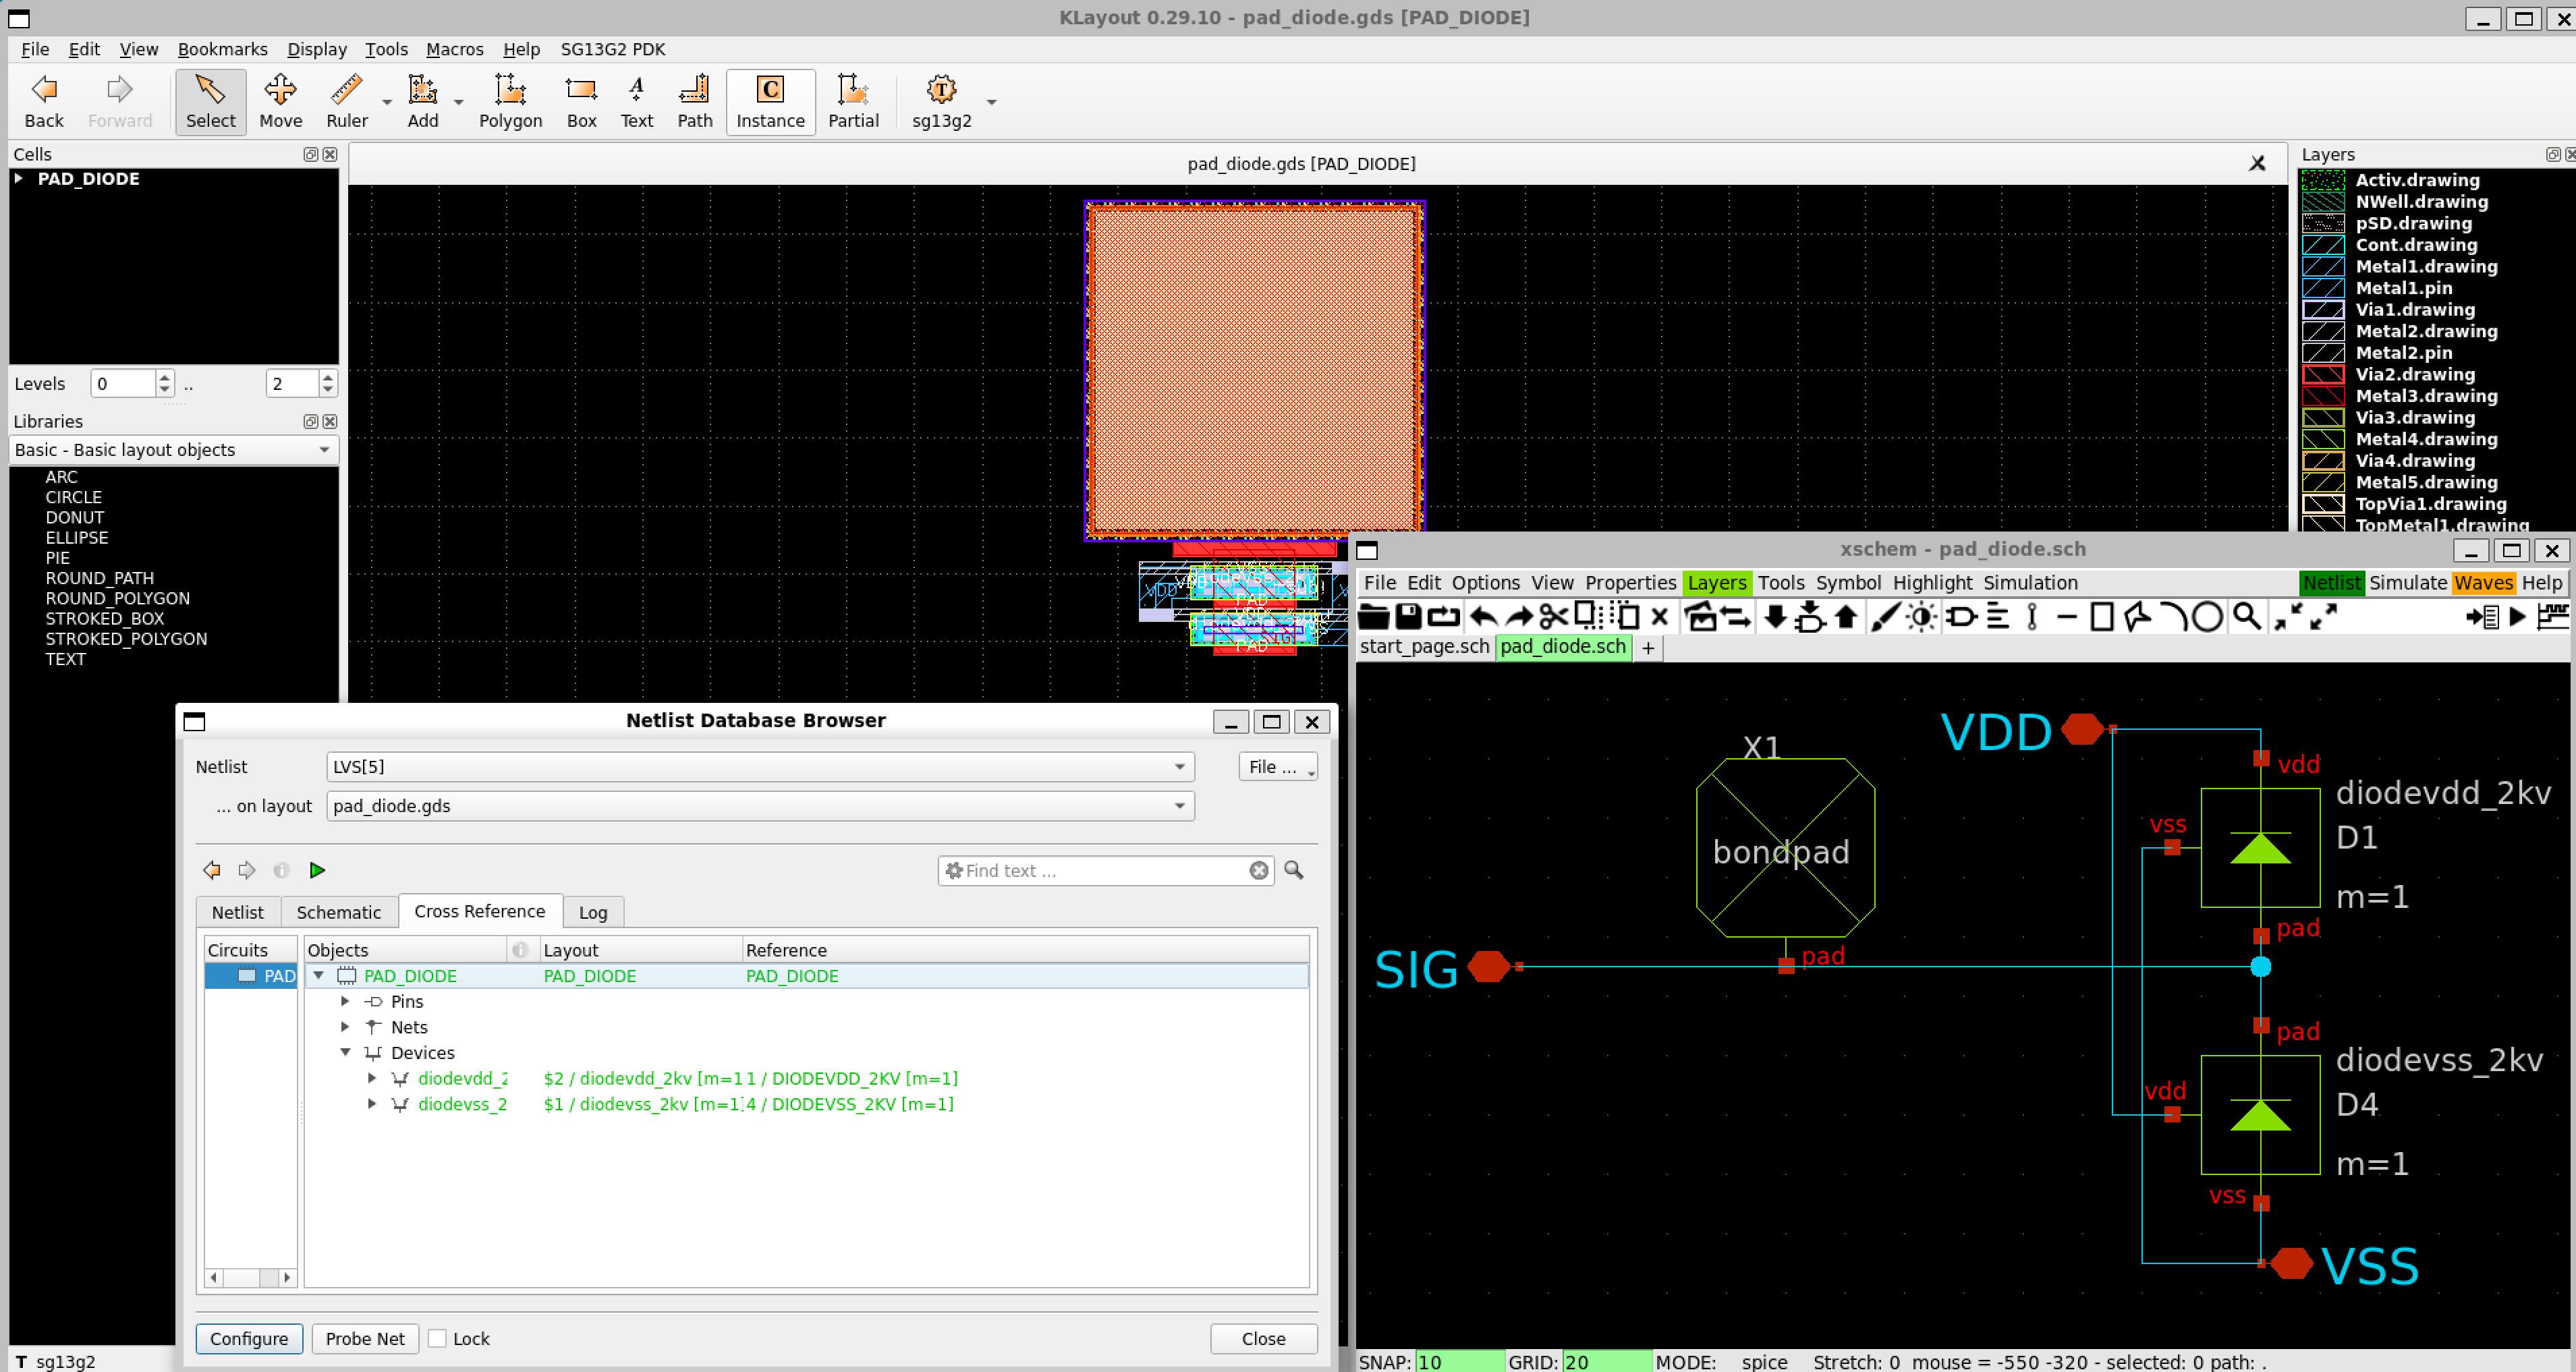 KLayout 0.29.10 - pad_diode.gds [PAD_DIODE]
File Edit View Bookmarks Display Tools Macros Help SG13G2 PDK
Back Forward Select Move Ruler Add Polygon Box Text Path Instance Partial sg13g2
Cells
PAD_DIODE
Levels 0 .. 2
Libraries
Basic - Basic layout objects
ARC
CIRCLE
DONUT
ELLIPSE
PIE
ROUND_PATH
ROUND_POLYGON
STROKED_BOX
STROKED_POLYGON
TEXT
T sg13g2
pad_diode.gds [PAD_DIODE]
VDD
PAD
SIG
PAD
Layers
Activ.drawing
NWell.drawing
pSD.drawing
Cont.drawing
Metal1.drawing
Metal1.pin
Via1.drawing
Metal2.drawing
Metal2.pin
Via2.drawing
Metal3.drawing
Via3.drawing
Metal4.drawing
Via4.drawing
Metal5.drawing
TopVia1.drawing
TopMetal1.drawing
Netlist Database Browser
Netlist LVS[5] File ...
... on layout pad_diode.gds
Find text ...
Netlist Schematic Cross Reference Log
Circuits Objects Layout Reference
PAD PAD_DIODE PAD_DIODE PAD_DIODE
Pins
Nets
Devices
diodevdd_2 $2 / diodevdd_2kv [m=1 1 / DIODEVDD_2KV [m=1]
diodevss_2 $1 / diodevss_2kv [m=1] 4 / DIODEVSS_2KV [m=1]
Configure Probe Net Lock Close
xschem - pad_diode.sch
File Edit Options View Properties Layers Tools Symbol Highlight Simulation Netlist Simulate Waves Help
start_page.sch pad_diode.sch +
VDD
X1
bondpad
pad
SIG
vdd
diodevdd_2kv
vss
D1
m=1
pad
pad
diodevss_2kv
vdd
D4
m=1
vss
VSS
SNAP: 10 GRID: 20 MODE: spice Stretch: 0 mouse = -550 -320 - selected: 0 path: .